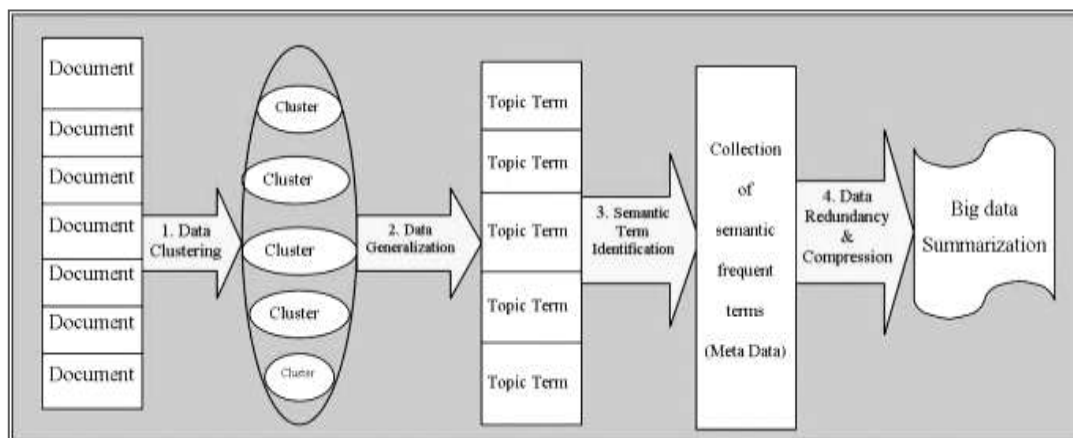 Document
Document
Document
Document
Document
Document
Document
1. Data
Clustering
Cluster
Cluster
Cluster
Cluster
Cluster
2. Data
Generalization
Topic Term
Topic Term
Topic Term
Topic Term
Topic Term
3. Semantic
Term
Identification
Collection
of
semantic
frequent
terms
(Meta Data)
4. Data
Redundancy
&
Compression
Big data
Summarization